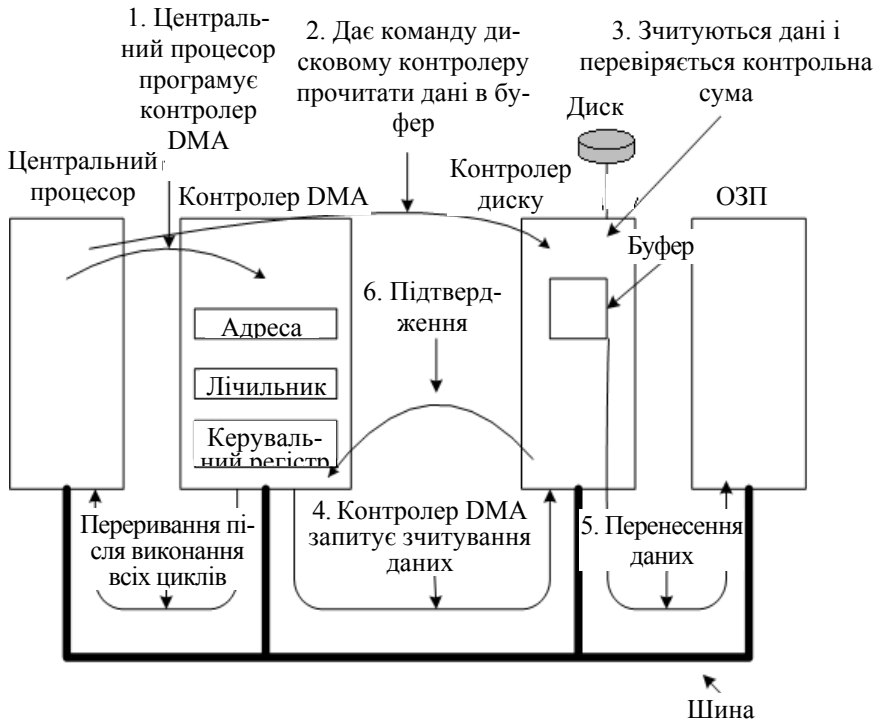 1. Централь-
ний процесор
програмує
контролер
DMA
2. Дає команду ди-
сковому контролеру
прочитати дані в бу-
фер
3. Зчитуються дані і
перевіряється контрольна
сума
Диск
Центральний
процесор
Контролер DMA
Контролер
диску
ОЗП
Буфер
6. Підтверд-
ження
Адреса
Лічильник
Керуваль-
ний регістр
Переривання пі-
сля виконання
всіх циклів
4. Контролер DMA
запитує зчитування
даних
5. Перенесення
даних
Шина